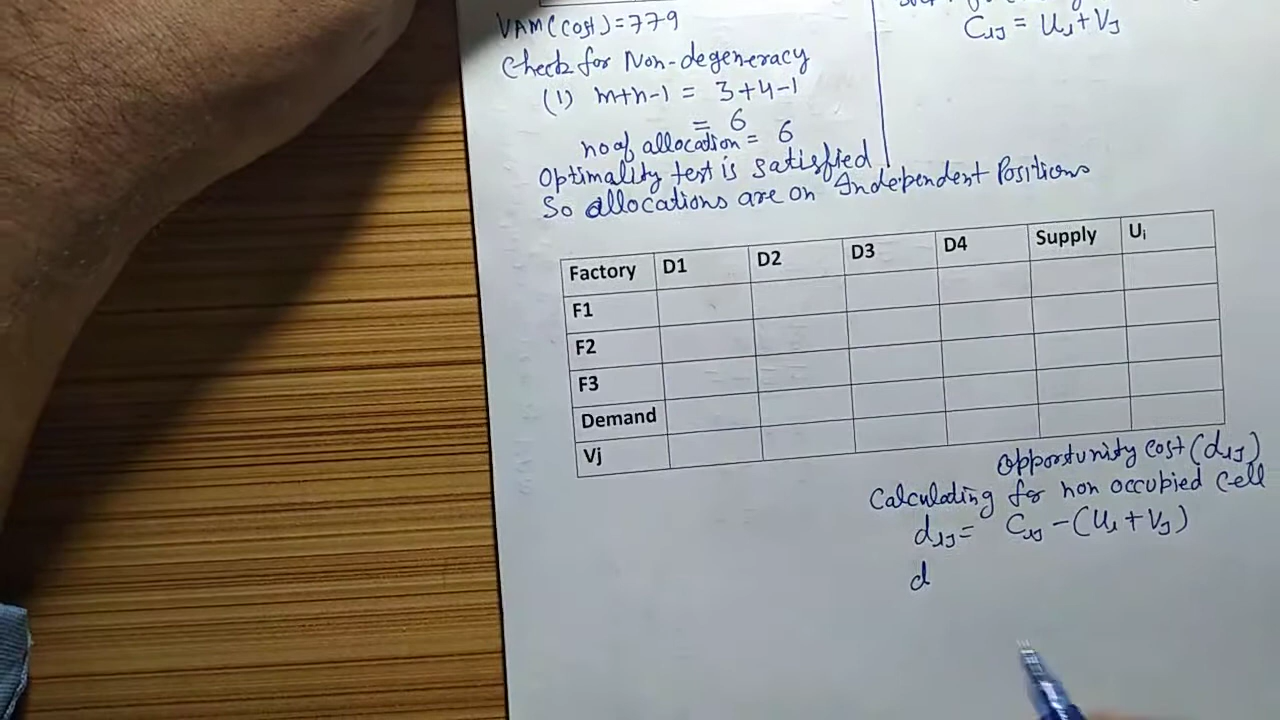 VAM(cost)=779
Check for Non-degeneracy
(1) m+n-1 = 3+4-1
= 6
no of allocation = 6
Optimality test is satisfied
So allocations are on Independent Positions
Cij = Ui+Vj
Factory D1 D2 D3 D4 Supply Ui
F1
F2
F3
Demand
Vj
Opportunity cost (dij)
Calculating for non occupied cell
dij = Cij - (Ui + Vj)
d